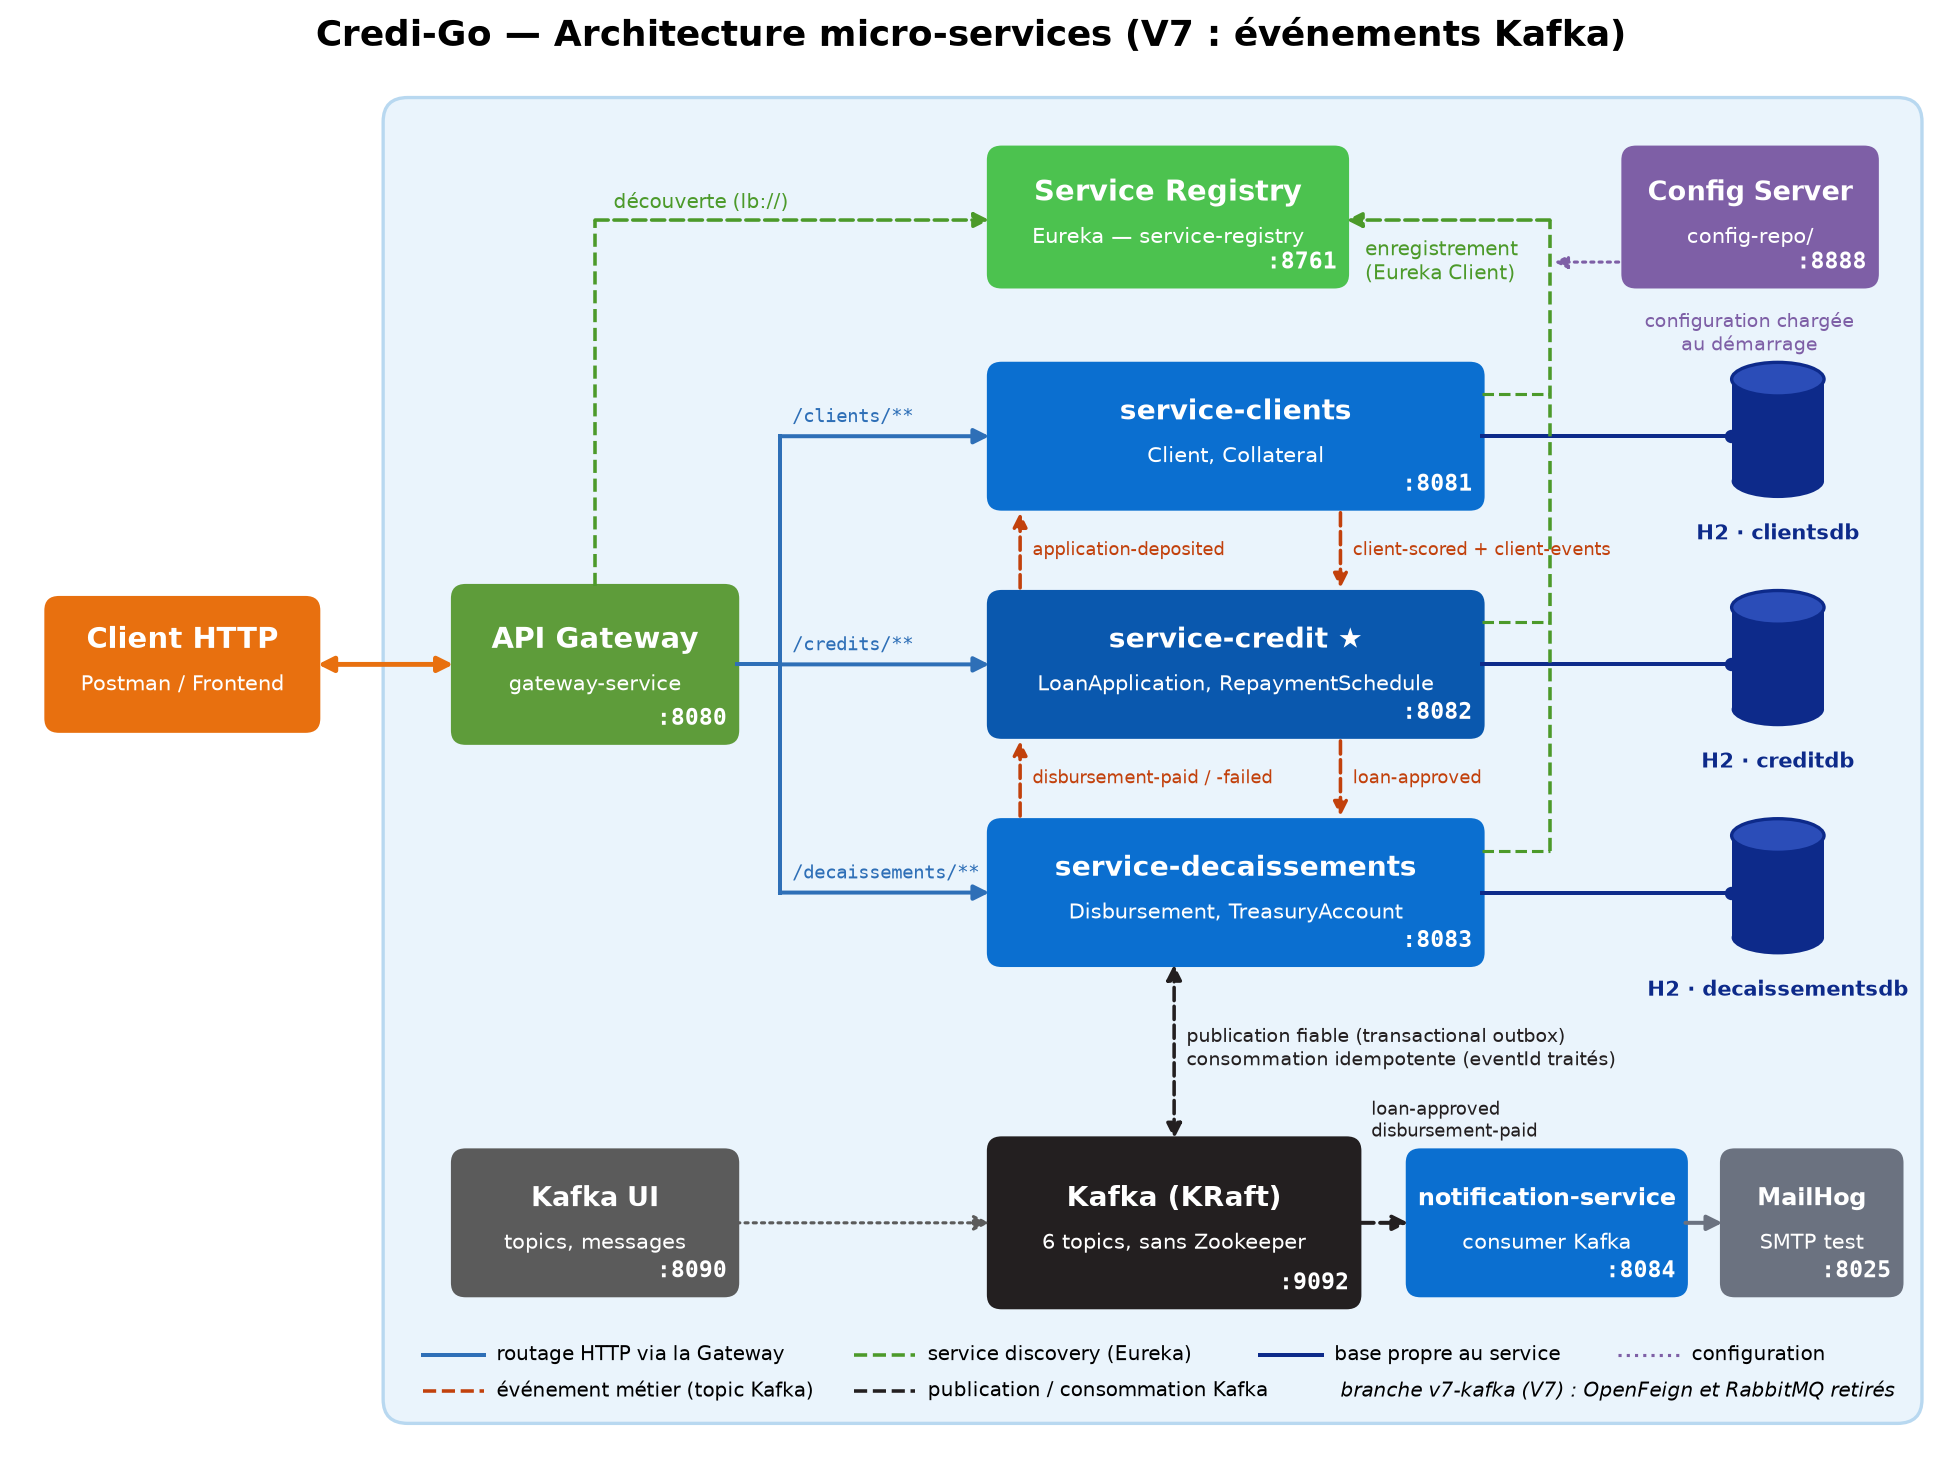 Credi-Go — Architecture micro-services (V7 : événements Kafka)
découverte (lb://)
Service Registry
Eureka — service-registry
:8761
enregistrement
(Eureka Client)
Config Server
config-repo/
:8888
configuration chargée
au démarrage
/clients/**
service-clients
Client, Collateral
:8081
H2 · clientsdb
application-deposited
client-scored + client-events
Client HTTP
Postman / Frontend
API Gateway
gateway-service
:8080
/credits/**
service-credit ★
LoanApplication, RepaymentSchedule
:8082
H2 · creditdb
disbursement-paid / -failed
loan-approved
/decaissements/**
service-decaissements
Disbursement, TreasuryAccount
:8083
H2 · decaissementsdb
publication fiable (transactional outbox)
consommation idempotente (eventId traités)
loan-approved
disbursement-paid
Kafka UI
topics, messages
:8090
Kafka (KRaft)
6 topics, sans Zookeeper
:9092
notification-service
consumer Kafka
:8084
MailHog
SMTP test
:8025
routage HTTP via la Gateway
service discovery (Eureka)
base propre au service
configuration
événement métier (topic Kafka)
publication / consommation Kafka
branche v7-kafka (V7) : OpenFeign et RabbitMQ retirés